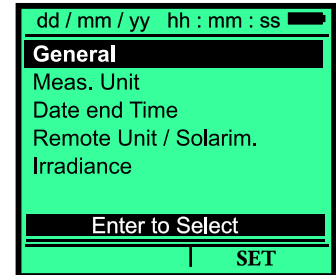 dd / mm / yy hh : mm : ss
General
Meas. Unit
Date end Time
Remote Unit / Solarim.
Irradiance
Enter to Select
SET